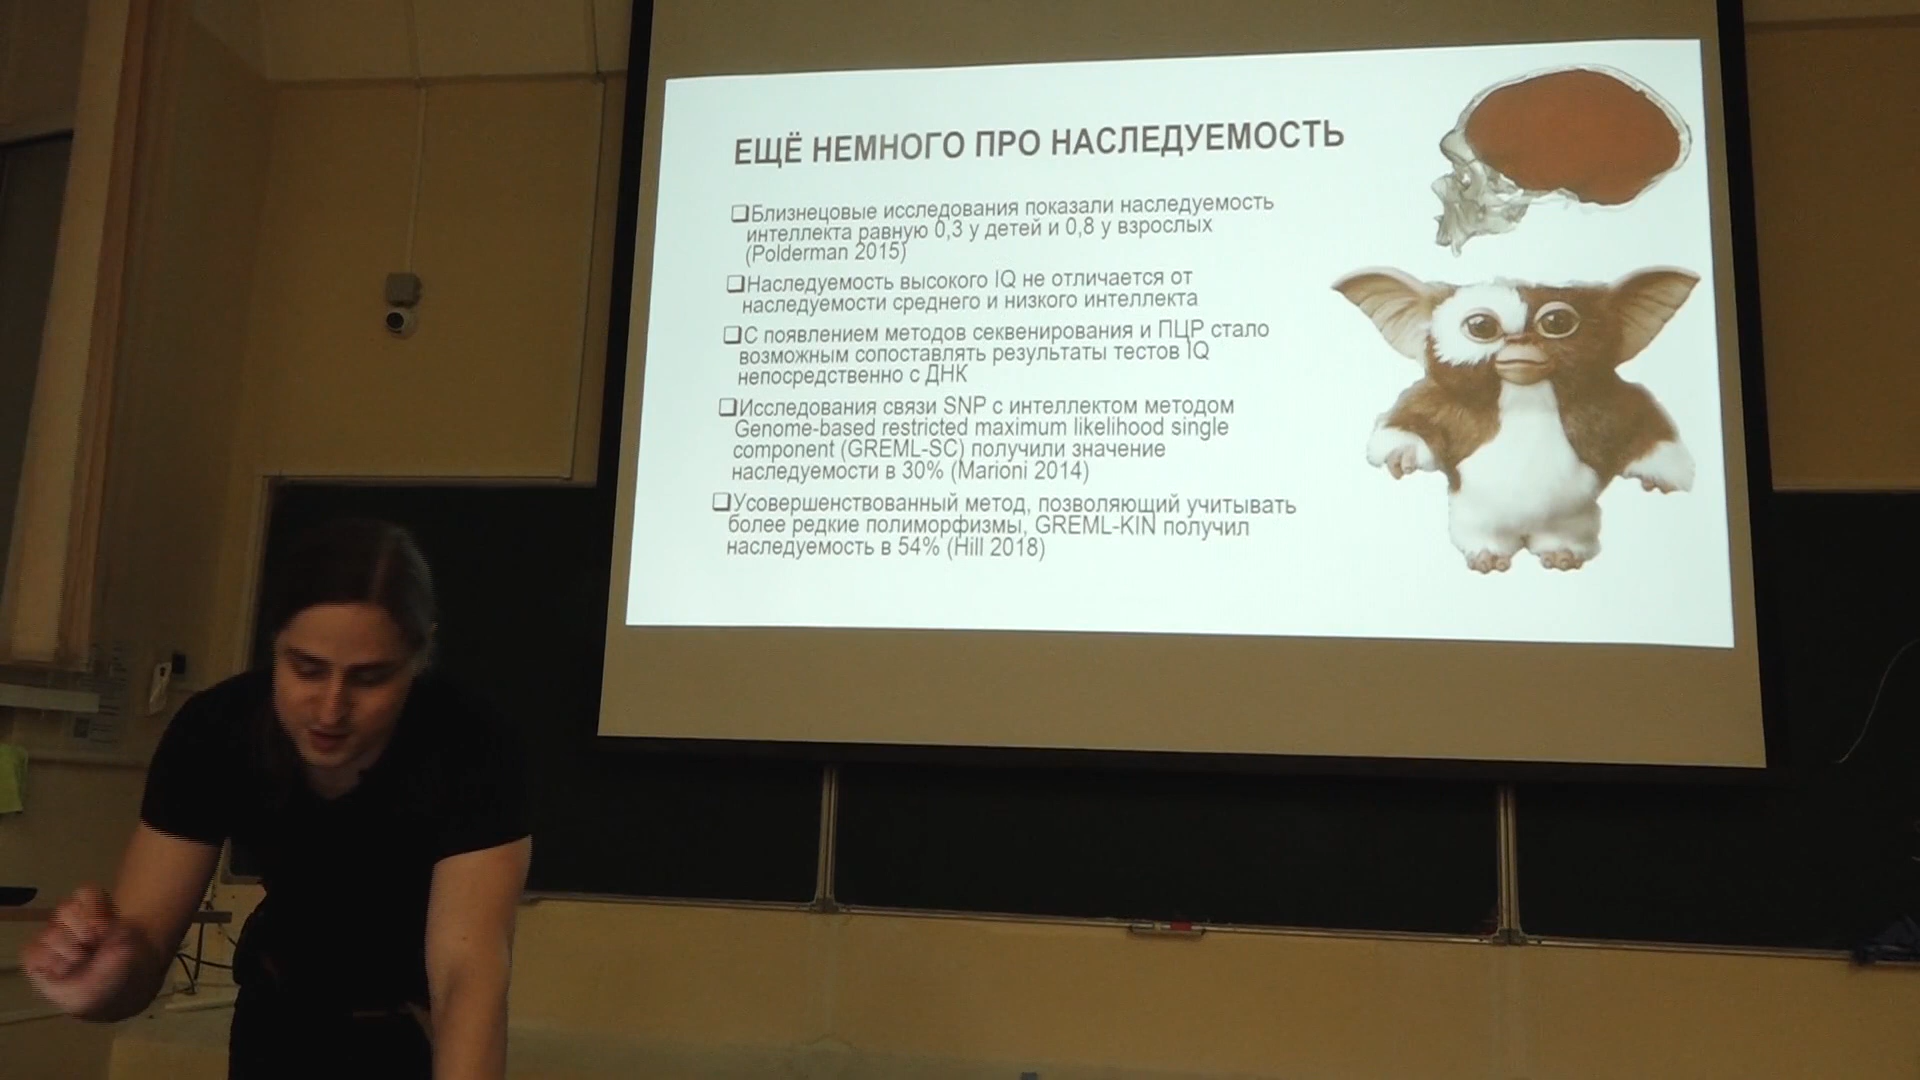 ЕЩЁ НЕМНОГО ПРО НАСЛЕДУЕМОСТЬ
❑Близнецовые исследования показали наследуемость
интеллекта равную 0,3 у детей и 0,8 у взрослых
(Polderman 2015)
❑Наследуемость высокого IQ не отличается от
наследуемости среднего и низкого интеллекта
❑С появлением методов секвенирования и ПЦР стало
возможным сопоставлять результаты тестов IQ
непосредственно с ДНК
❑Исследования связи SNP с интеллектом методом
Genome-based restricted maximum likelihood single
component (GREML-SC) получили значение
наследуемости в 30% (Marioni 2014)
❑Усовершенствованный метод, позволяющий учитывать
более редкие полиморфизмы, GREML-KIN получил
наследуемость в 54% (Hill 2018)